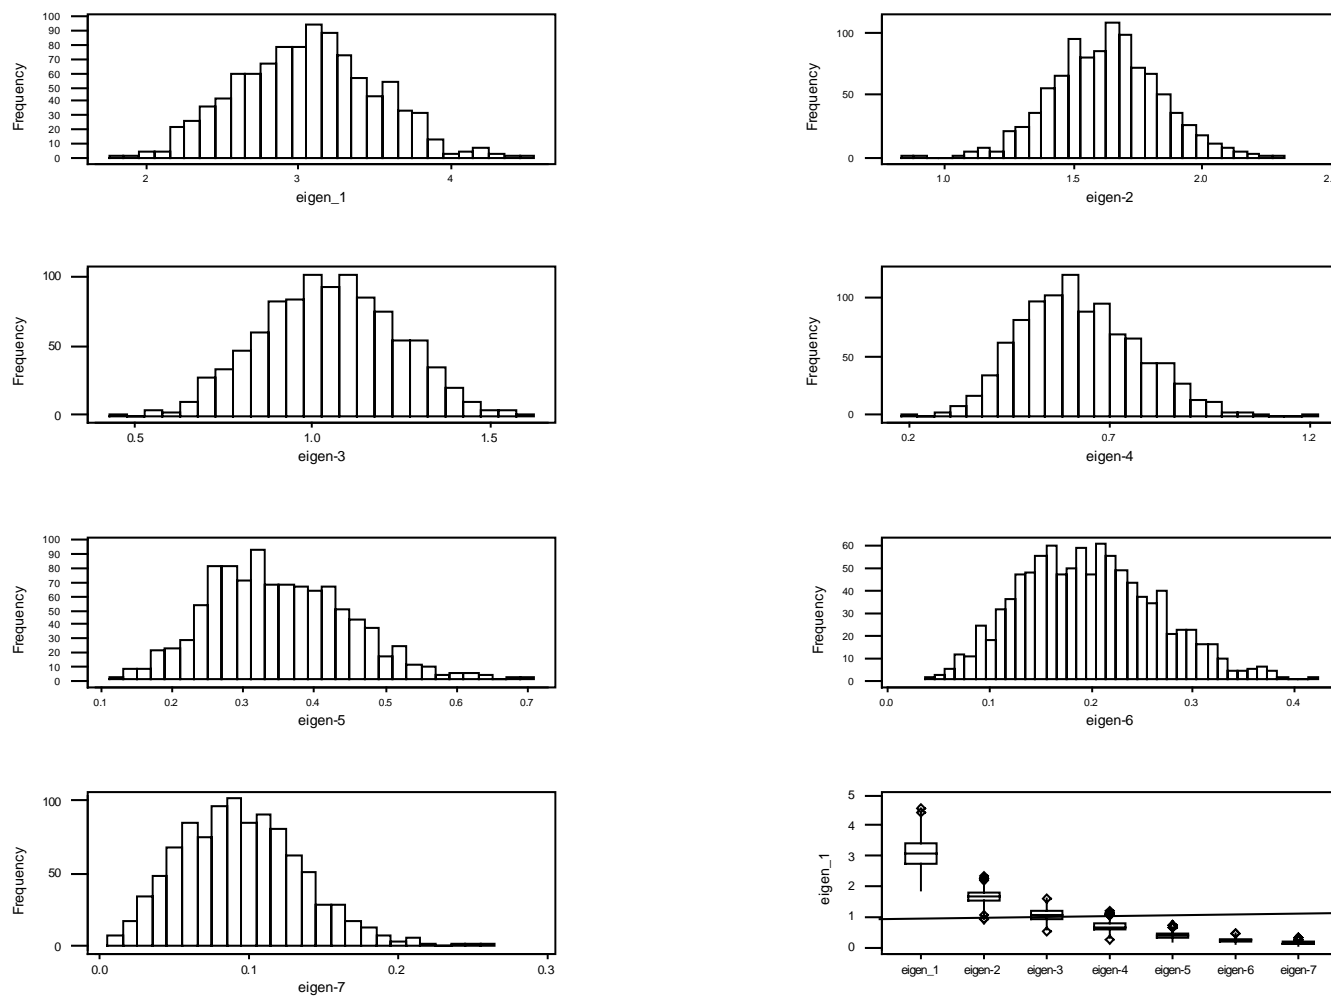 Frequency
100
90
80
70
60
50
40
30
20
10
0
2 3 4
eigen_1
Frequency
100
50
0
1.0 1.5 2.0
eigen-2
Frequency
100
50
0
0.5 1.0 1.5
eigen-3
Frequency
100
50
0
0.2 0.7 1.2
eigen-4
Frequency
100
90
80
70
60
50
40
30
20
10
0
0.1 0.2 0.3 0.4 0.5 0.6 0.7
eigen-5
Frequency
60
50
40
30
20
10
0
0.0 0.1 0.2 0.3 0.4
eigen-6
Frequency
100
50
0
0.0 0.1 0.2 0.3
eigen-7
eigen_1
5
4
3
2
1
0
eigen_1 eigen-2 eigen-3 eigen-4 eigen-5 eigen-6 eigen-7